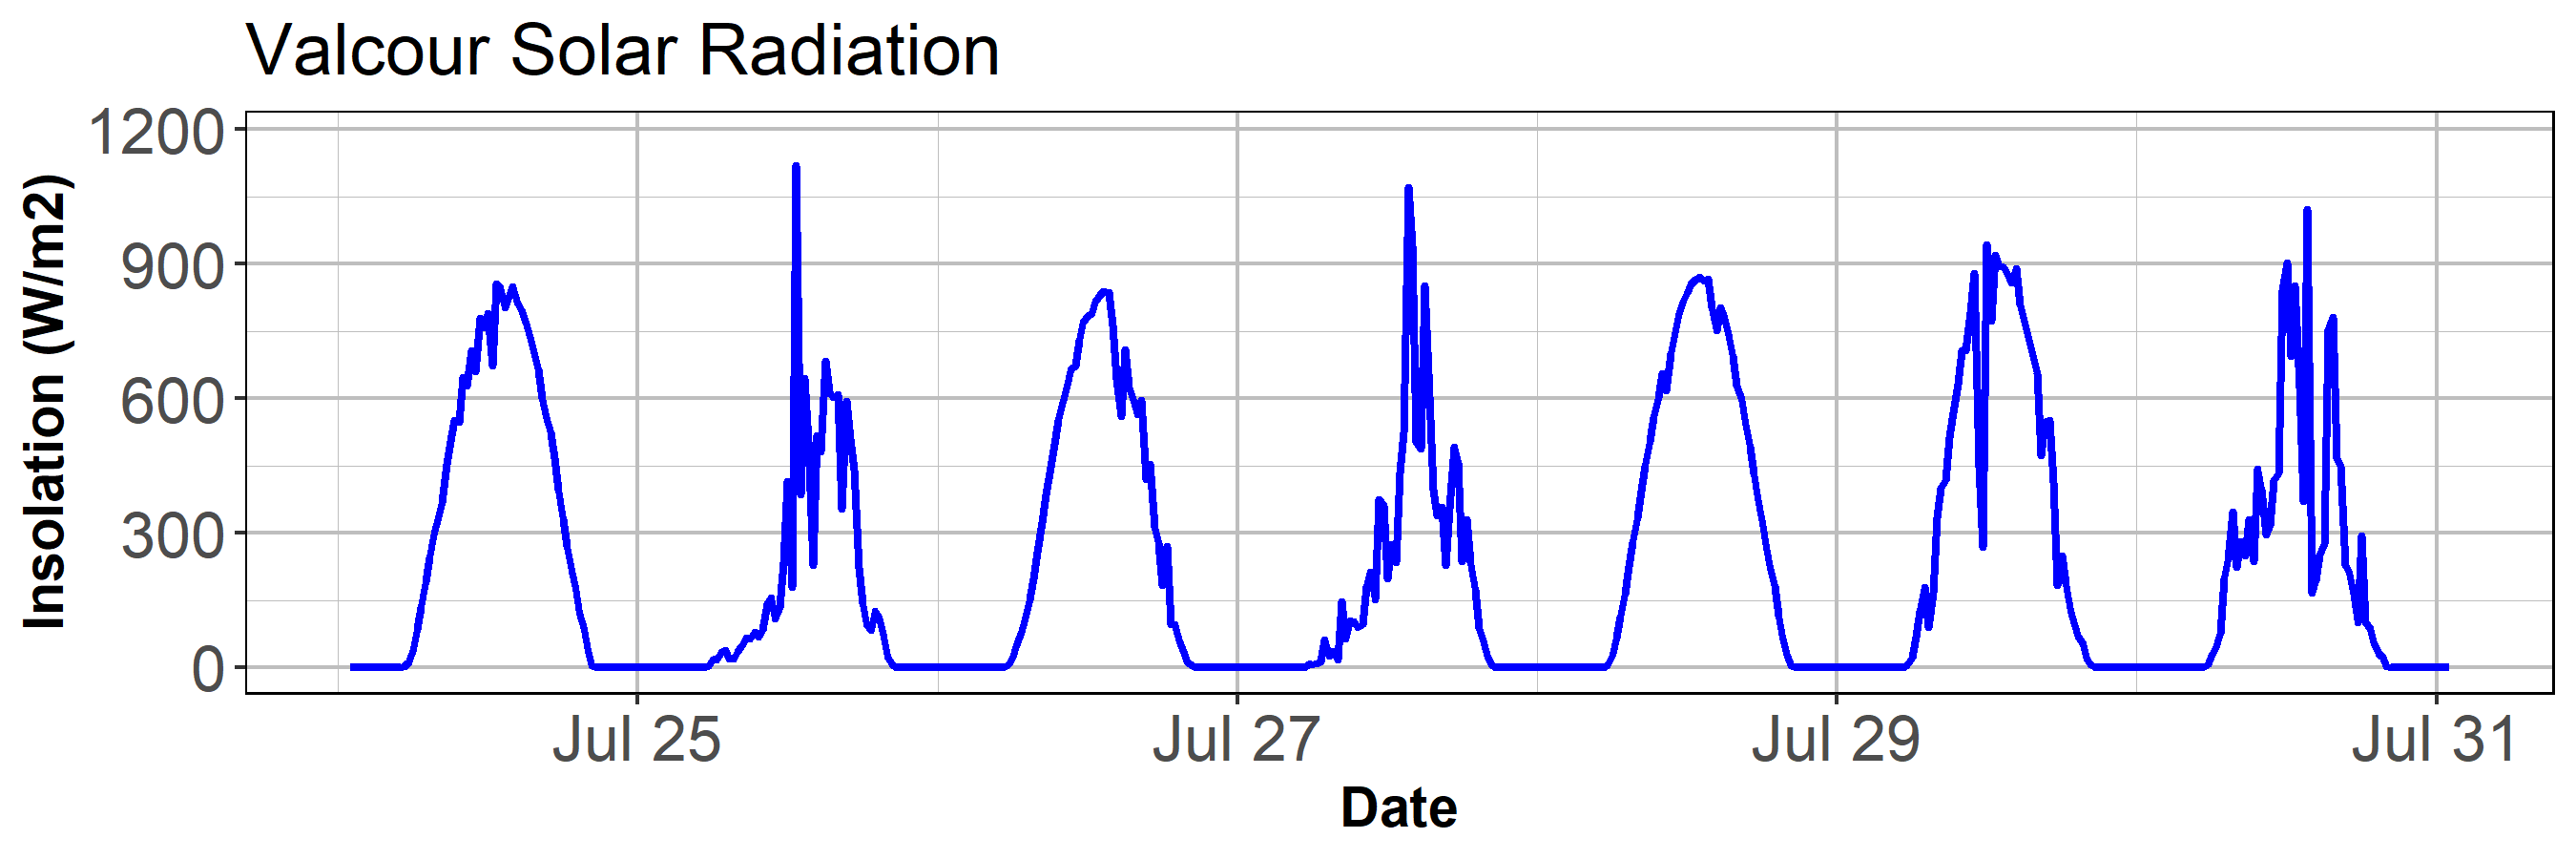 Valcour Solar Radiation
Insolation (W/m2)
1200
900
600
300
0
Jul 25
Jul 27
Jul 29
Jul 31
Date